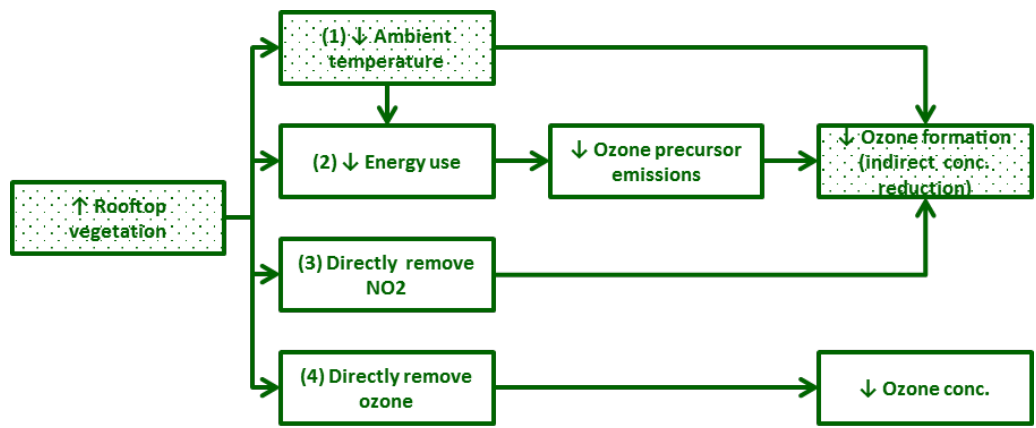 (1) ↓ Ambient
temperature
(2) ↓ Energy use
↓ Ozone precursor
emissions
↓ Ozone formation
(indirect conc.
reduction)
↑ Rooftop
vegetation
(3) Directly remove
NO2
(4) Directly remove
ozone
↓ Ozone conc.